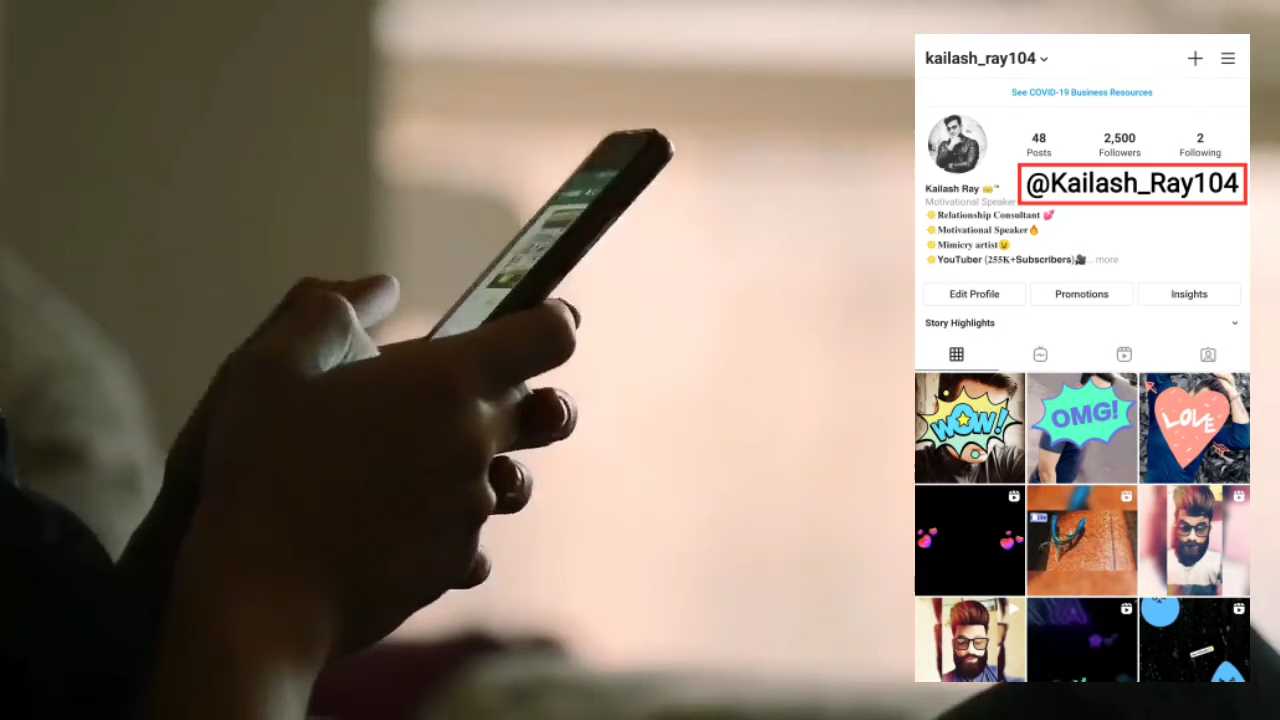 kailash_ray104
See COVID-19 Business Resources
48
Posts
2,500
Followers
2
Following
@Kailash_Ray104
Kailash Ray 🎫™
Motivational Speaker
🔅Relationship Consultant 💕
🔅Motivational Speaker🔥
🔅Mimicry artist😉
🔅YouTuber (255K+Subscribers)🎥... more
Edit Profile
Promotions
Insights
Story Highlights
WOW!
OMG!
LOVE